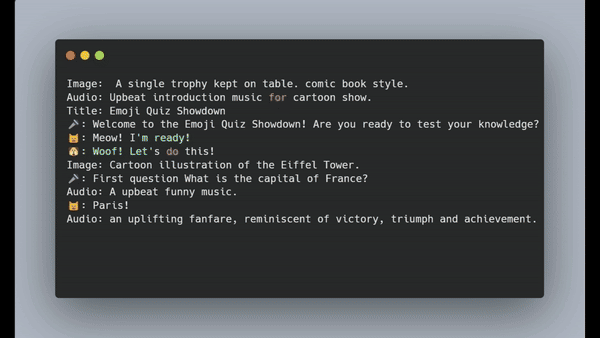 Image:  A single trophy kept on table. comic book style.
Audio: Upbeat introduction music for cartoon show.
Title: Emoji Quiz Showdown
🎤: Welcome to the Emoji Quiz Showdown! Are you ready to test your knowledge?
🐱: Meow! I'm ready!
🐶: Woof! Let's do this!
Image: Cartoon illustration of the Eiffel Tower.
🎤: First question What is the capital of France?
Audio: A upbeat funny music.
🐱: Paris!
Audio: an uplifting fanfare, reminiscent of victory, triumph and achievement.